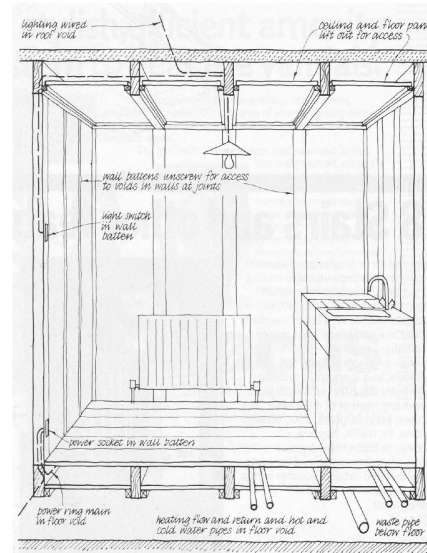 lighting wired
in roof void
ceiling and floor pan
lift out for access
wall battens unscrew for access
to voids in walls at joints
light switch
in wall
batten
power socket in wall batten
power ring main
in floor void
heating flow and return and hot and
cold water pipes in floor void
waste pipe
below floor